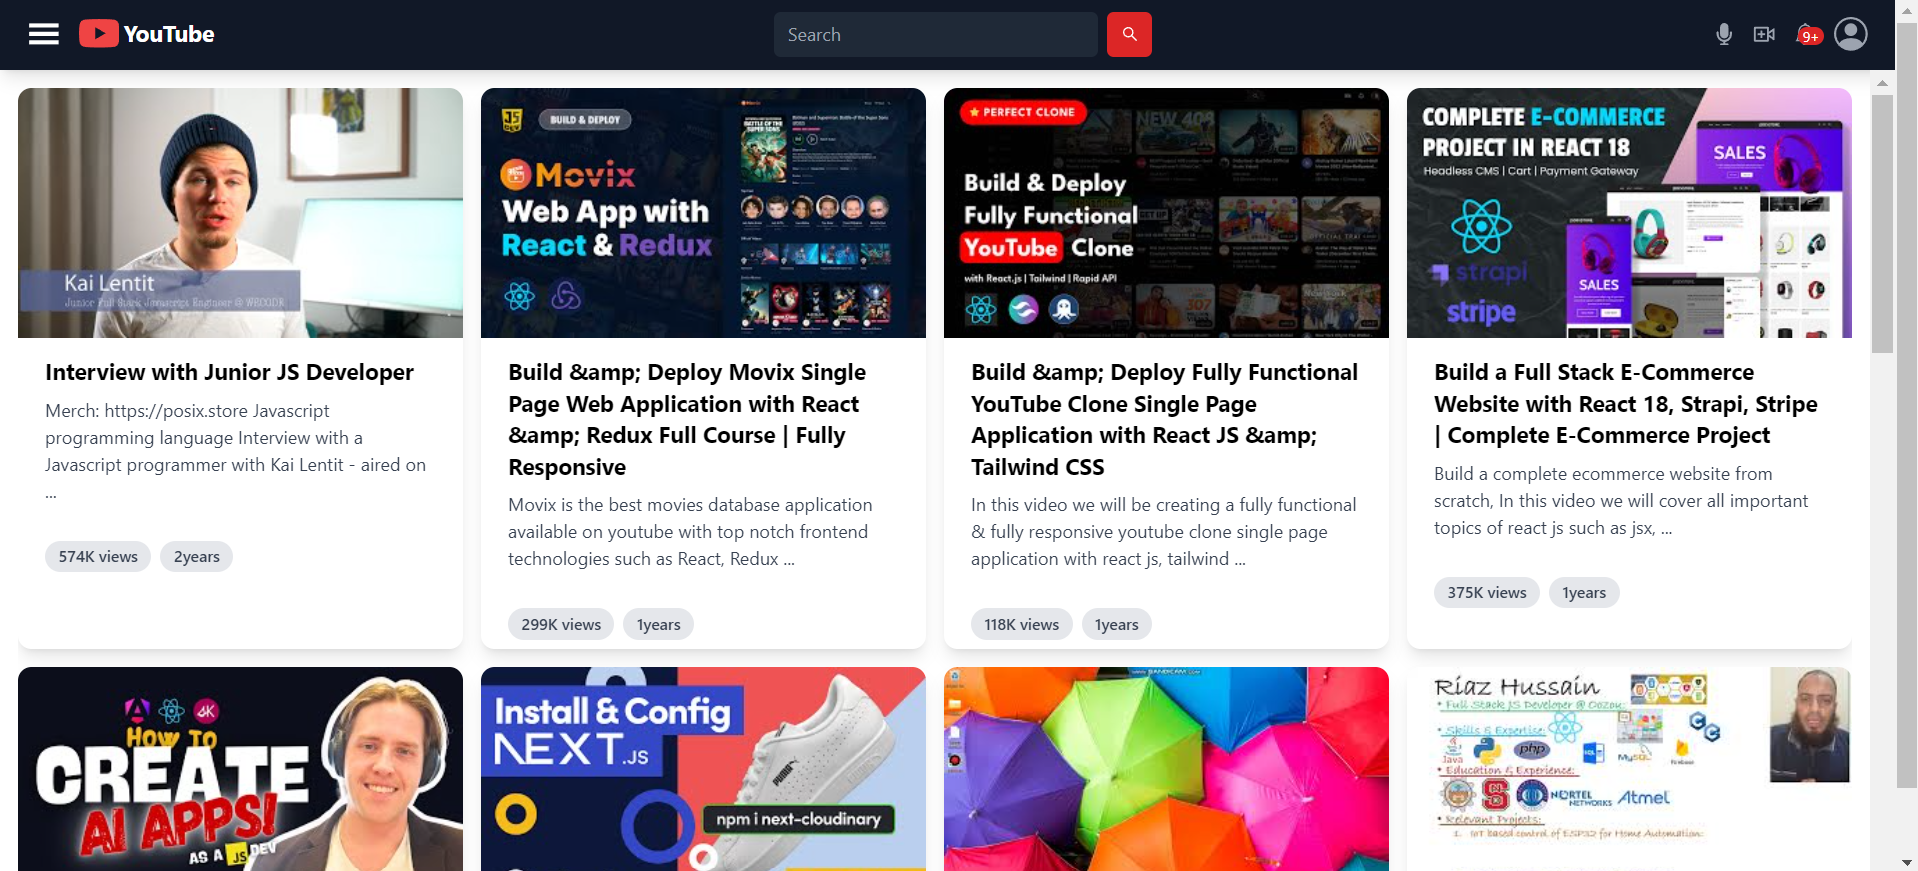 YouTube
Search
9+
Kai Lentit
Junior Full Stack Javascript Engineer @ WECODE
Interview with Junior JS Developer
Merch: https://posix.store Javascript
programming language Interview with a
Javascript programmer with Kai Lentit - aired on
...
574K views
2years
JS
DEV
BUILD & DEPLOY
Movix
Web App with
React & Redux
Build &amp; Deploy Movix Single
Page Web Application with React
&amp; Redux Full Course | Fully
Responsive
Movix is the best movies database application
available on youtube with top notch frontend
technologies such as React, Redux ...
299K views
1years
PERFECT CLONE
Build & Deploy
Fully Functional
YouTube Clone
with React.js | Tailwind | Rapid API
Build &amp; Deploy Fully Functional
YouTube Clone Single Page
Application with React JS &amp;
Tailwind CSS
In this video we will be creating a fully functional
& fully responsive youtube clone single page
application with react js, tailwind ...
118K views
1years
COMPLETE E-COMMERCE
PROJECT IN REACT 18
Headless CMS | Cart | Payment Gateway
strapi
stripe
SALES
SALES
Build a Full Stack E-Commerce
Website with React 18, Strapi, Stripe
| Complete E-Commerce Project
Build a complete ecommerce website from
scratch, In this video we will cover all important
topics of react js such as jsx, ...
375K views
1years
HOW TO
CREATE
AI APPS!
AS A JS DEV
Install & Config
NEXT.JS
PUMA
npm i next-cloudinary
Riaz Hussain
• Full Stack JS Developer @ Oozou:
• Skills & Expertise:
Java
php
SQL
MySQL
Firebase
• Education & Experience:
NORTEL
NETWORKS
Atmel
• Relevant Projects:
1. IoT based control of ESP32 for Home Automation: